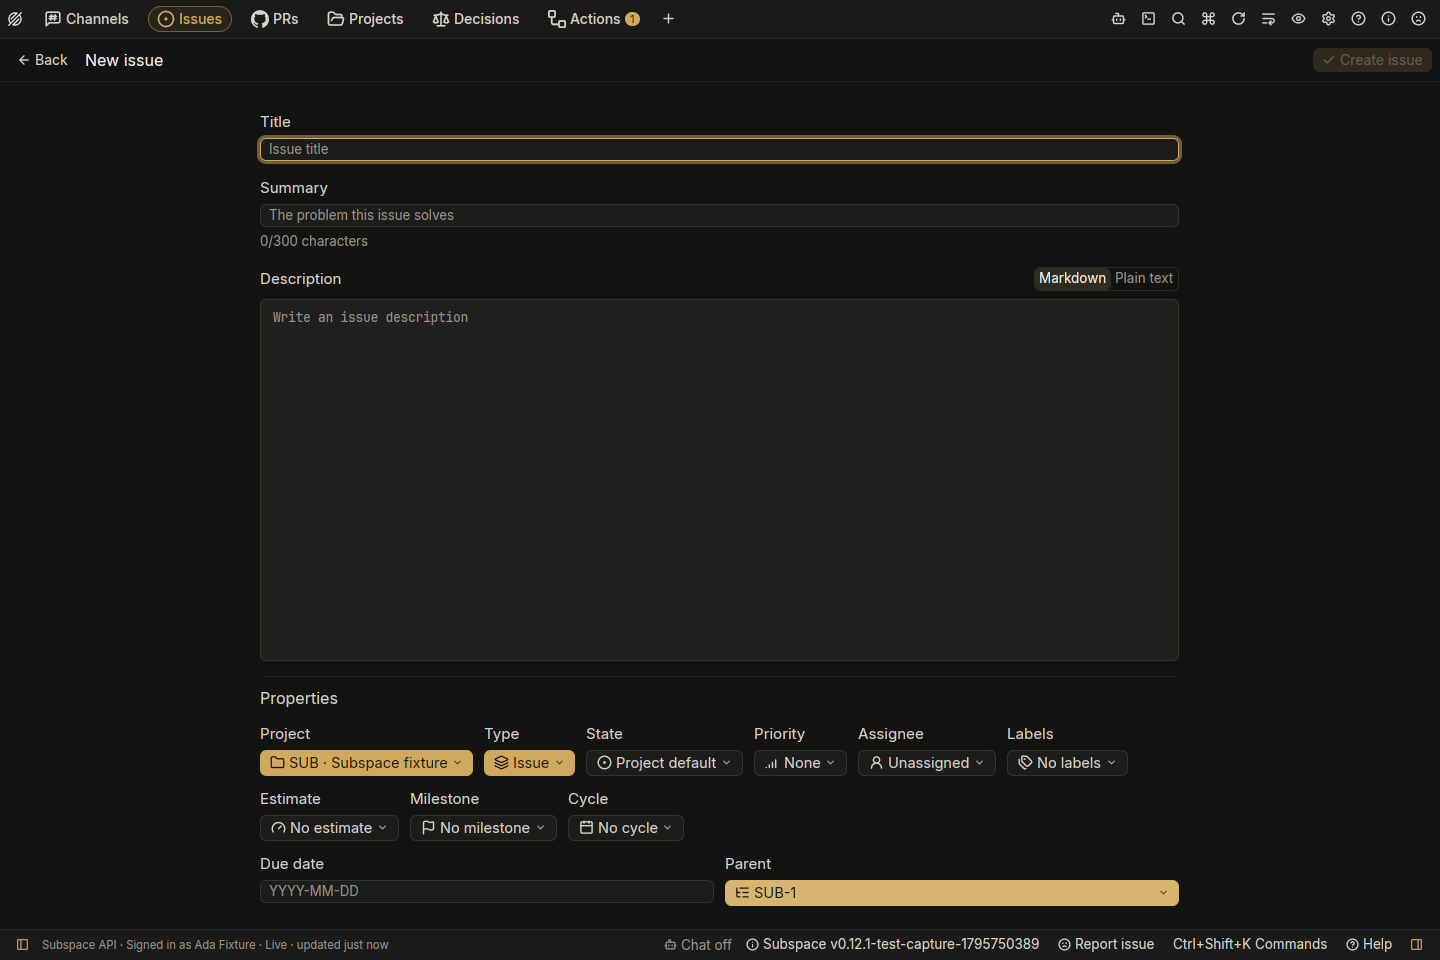 Channels Issues PRs Projects Decisions Actions 1
Back New issue Create issue
Title
Issue title
Summary
The problem this issue solves
0/300 characters
Description Markdown Plain text
Write an issue description
Properties
Project Type State Priority Assignee Labels
SUB · Subspace fixture Issue Project default None Unassigned No labels
Estimate Milestone Cycle
No estimate No milestone No cycle
Due date Parent
YYYY-MM-DD SUB-1
Subspace API · Signed in as Ada Fixture · Live · updated just now Chat off Subspace v0.12.1-test-capture-1795750389 Report issue Ctrl+Shift+K Commands Help